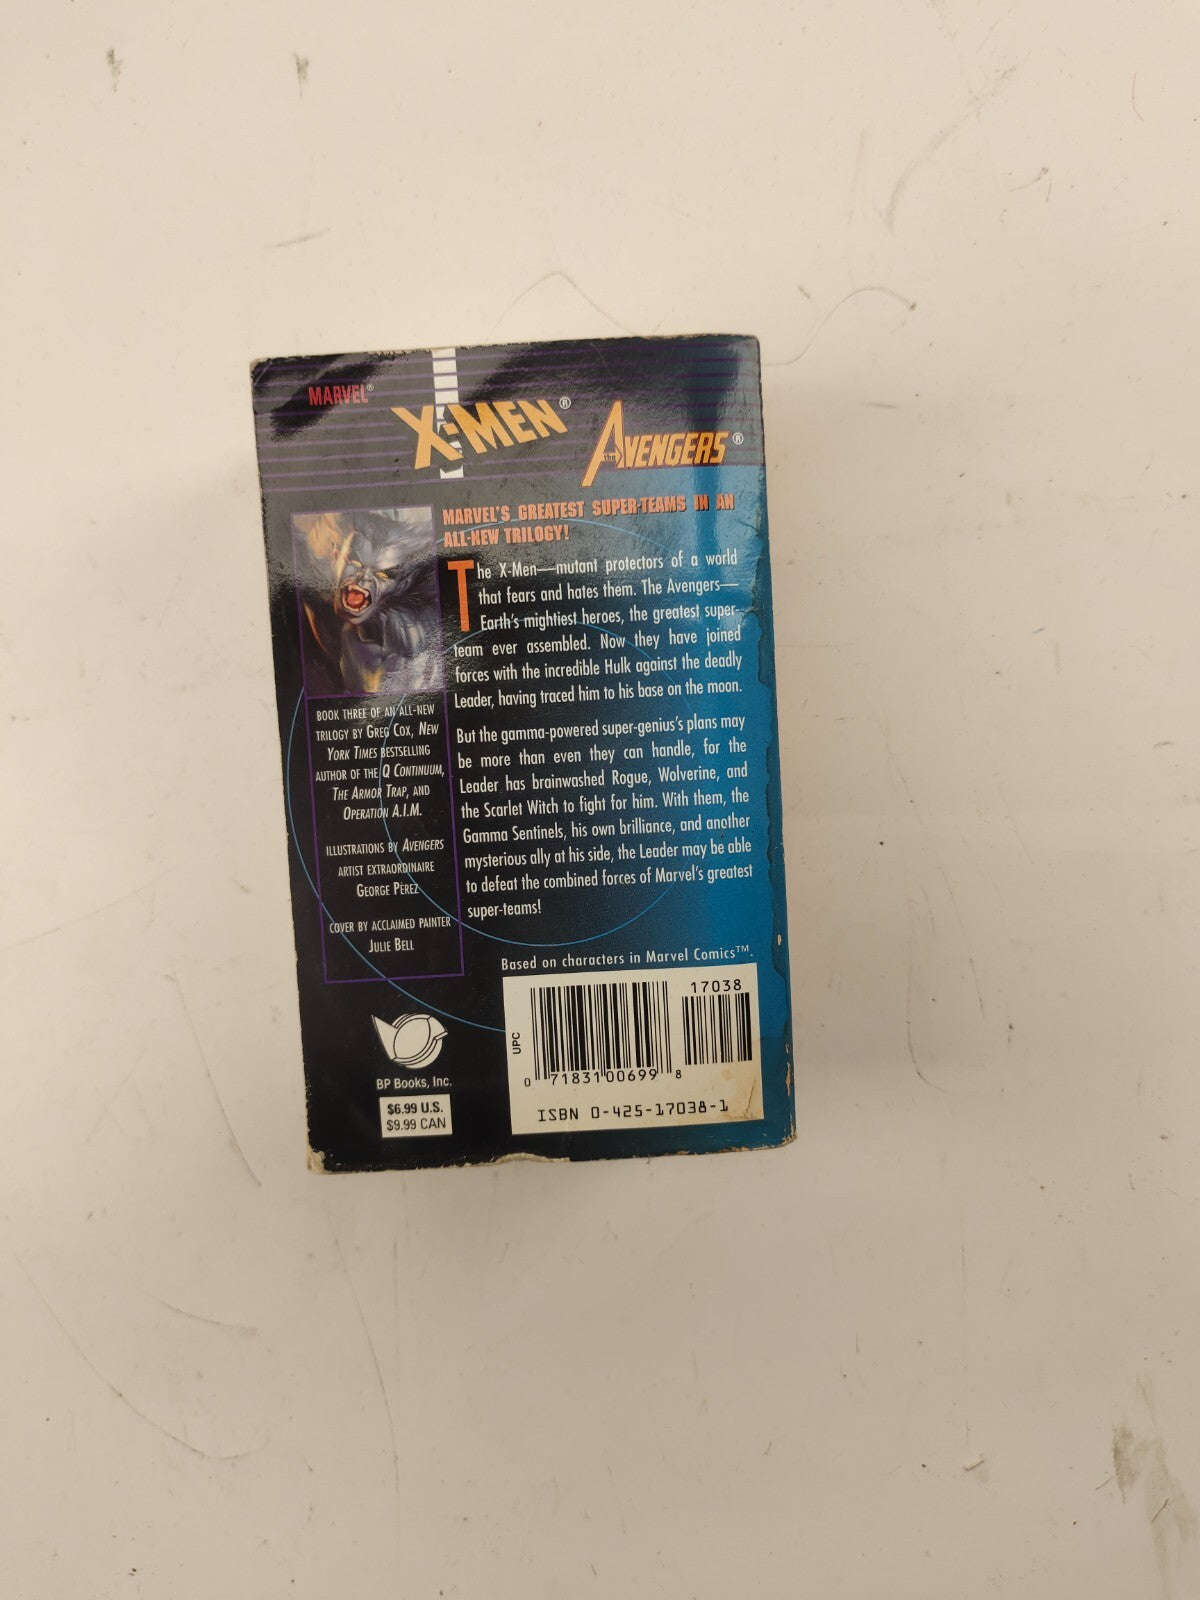 MARVEL®
X-MEN®
the AVENGERS®
MARVEL'S GREATEST SUPER-TEAMS IN AN
ALL-NEW TRILOGY!
The X-Men—mutant protectors of a world
that fears and hates them. The Avengers—
Earth's mightiest heroes, the greatest super-
team ever assembled. Now they have joined
forces with the incredible Hulk against the deadly
Leader, having traced him to his base on the moon.
But the gamma-powered super-genius's plans may
be more than even they can handle, for the
Leader has brainwashed Rogue, Wolverine, and
the Scarlet Witch to fight for him. With them, the
Gamma Sentinels, his own brilliance, and another
mysterious ally at his side, the Leader may be able
to defeat the combined forces of Marvel's greatest
super-teams!
BOOK THREE OF AN ALL-NEW
TRILOGY BY GREG COX, NEW
YORK TIMES BESTSELLING
AUTHOR OF THE Q CONTINUUM,
THE ARMOR TRAP, AND
OPERATION A.I.M.
ILLUSTRATIONS BY AVENGERS
ARTIST EXTRAORDINAIRE
GEORGE PÉREZ
COVER BY ACCLAIMED PAINTER
JULIE BELL
Based on characters in Marvel Comics™.
BP Books, Inc.
$6.99 U.S.
$9.99 CAN
UPC
17038
0 71831 00699 8
ISBN 0-425-17038-1